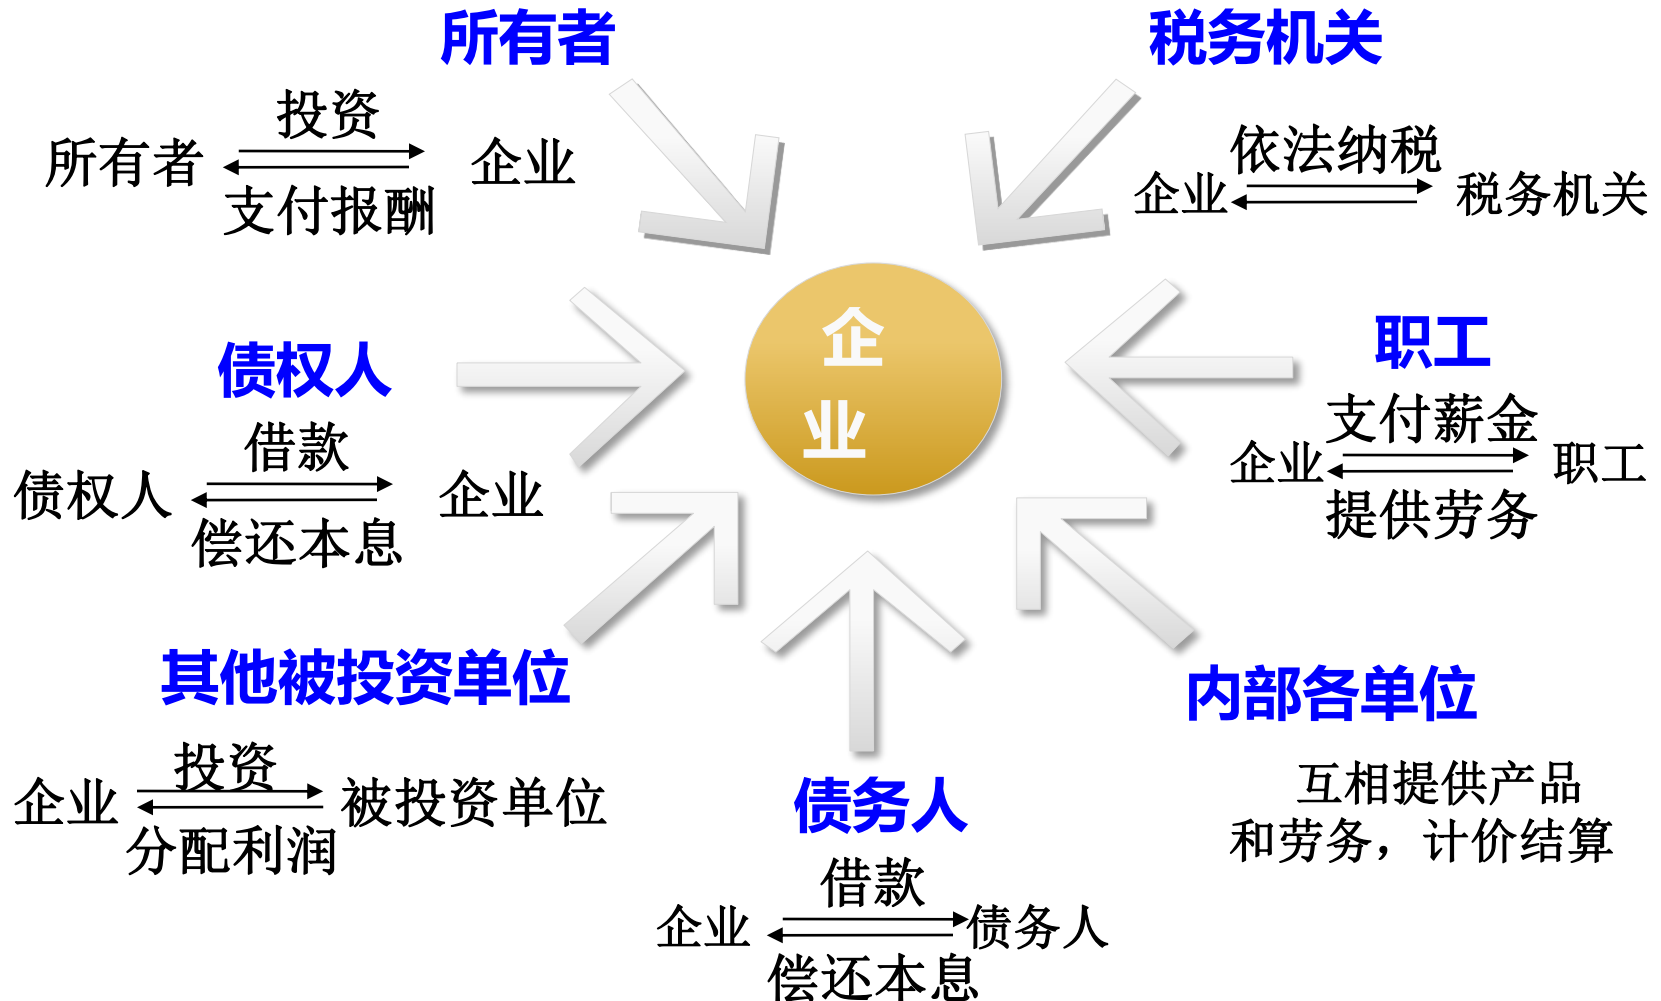 所有者
税务机关
投资
所有者
企业
支付报酬
依法纳税
企业
税务机关
企
业
债权人
借款
债权人
企业
偿还本息
职工
支付薪金
企业
职工
提供劳务
其他被投资单位
投资
企业
被投资单位
分配利润
债务人
借款
企业
债务人
偿还本息
内部各单位
互相提供产品
和劳务，计价结算